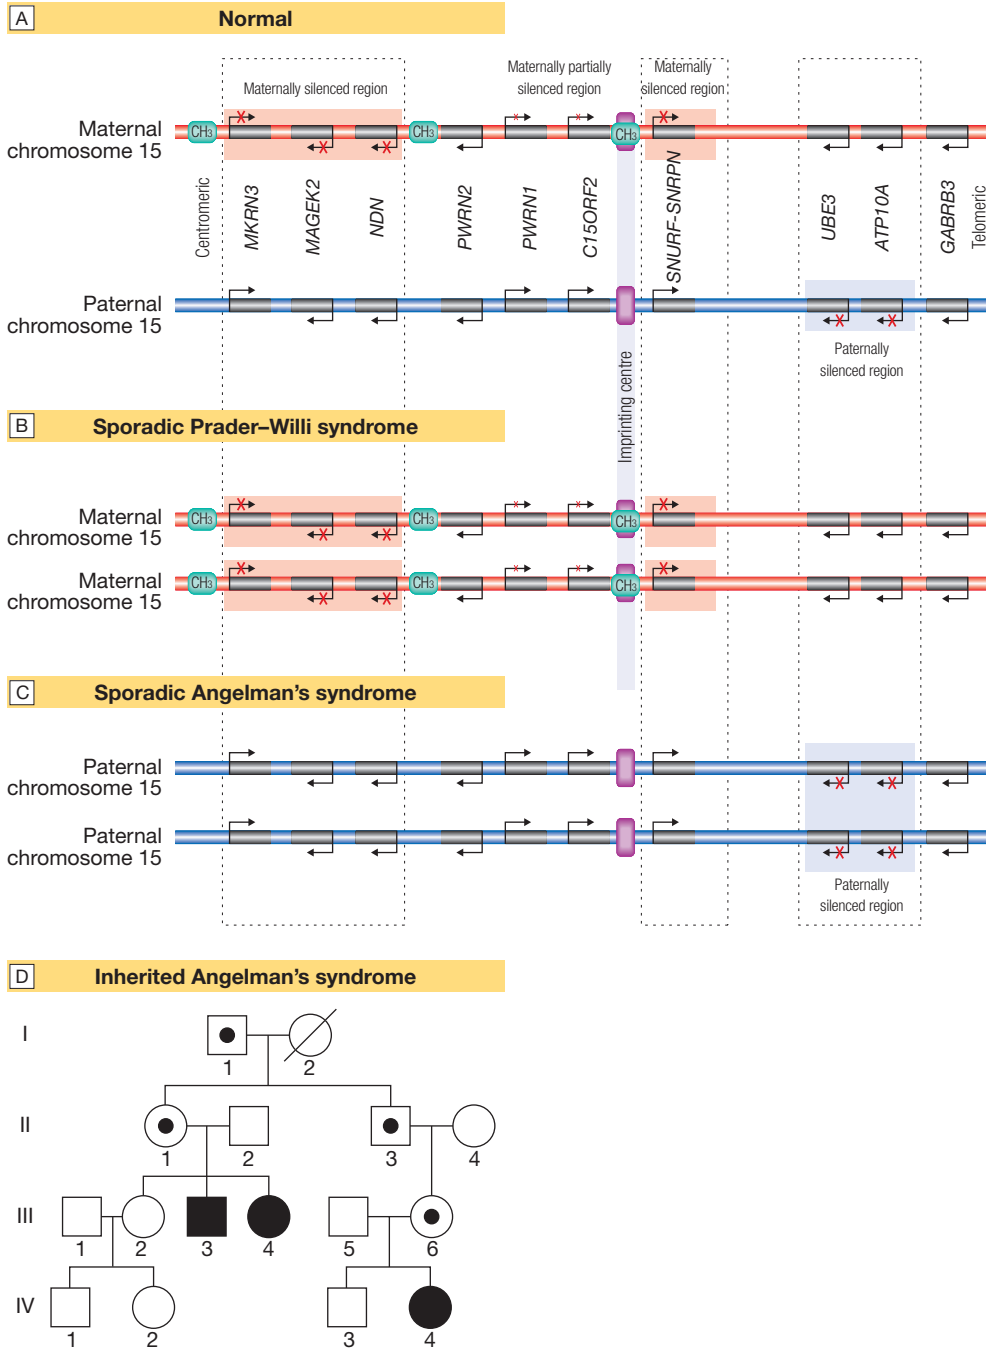 A Normal
Maternally silenced region
Maternally partially
silenced region
Maternally
silenced region
Maternal
chromosome 15
CH3 CH3 CH3
Centromeric MKRN3 MAGEK2 NDN PWRN2 PWRN1 C15ORF2 SNURF-SNRPN UBE3 ATP10A GABRB3 Telomeric
Paternal
chromosome 15
Paternally
silenced region
Imprinting centre
B Sporadic Prader–Willi syndrome
Maternal
chromosome 15
CH3 CH3 CH3
Maternal
chromosome 15
CH3 CH3 CH3
C Sporadic Angelman's syndrome
Paternal
chromosome 15
Paternal
chromosome 15
Paternally
silenced region
D Inherited Angelman's syndrome
I
1 2
II
1 2 3 4
III
1 2 3 4 5 6
IV
1 2 3 4